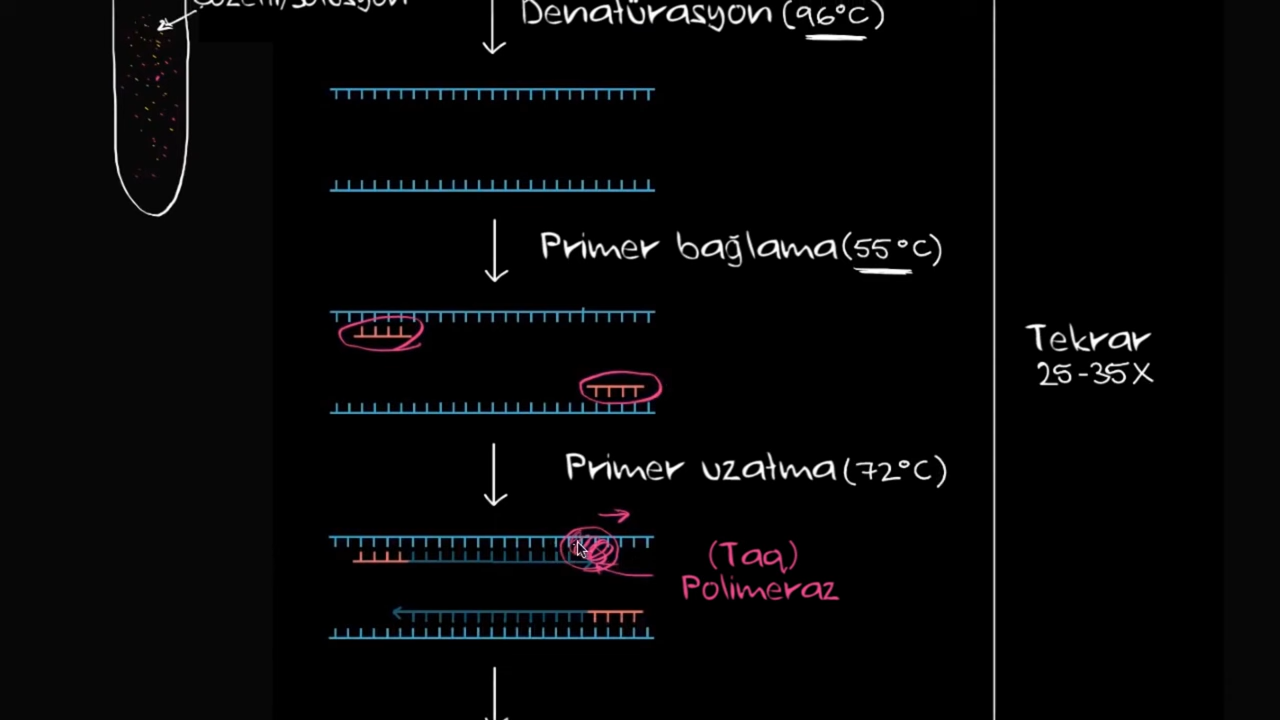 Denatürasyon (96°C)
Primer bağlama (55°C)
Tekrar
25-35X
Primer uzatma (72°C)
(Taq)
Polimeraz